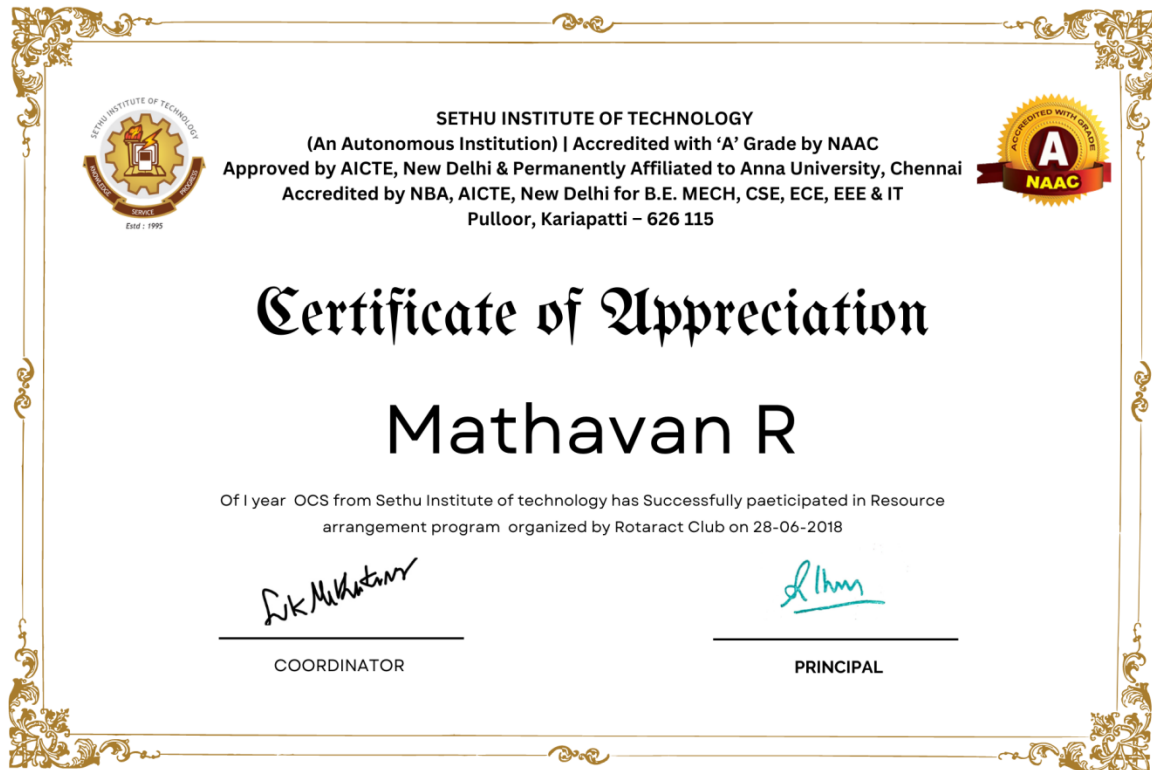 SETHU INSTITUTE OF TECHNOLOGY
KNOWLEDGE
SERVICE
PROGRESS
Estd : 1995
SETHU INSTITUTE OF TECHNOLOGY
(An Autonomous Institution) | Accredited with ‘A’ Grade by NAAC
Approved by AICTE, New Delhi & Permanently Affiliated to Anna University, Chennai
Accredited by NBA, AICTE, New Delhi for B.E. MECH, CSE, ECE, EEE & IT
Pulloor, Kariapatti – 626 115
ACCREDITED WITH GRADE
A
NAAC
Certificate of Appreciation
Mathavan R
Of I year OCS from Sethu Institute of technology has Successfully paeticipated in Resource
arrangement program organized by Rotaract Club on 28-06-2018
COORDINATOR
PRINCIPAL